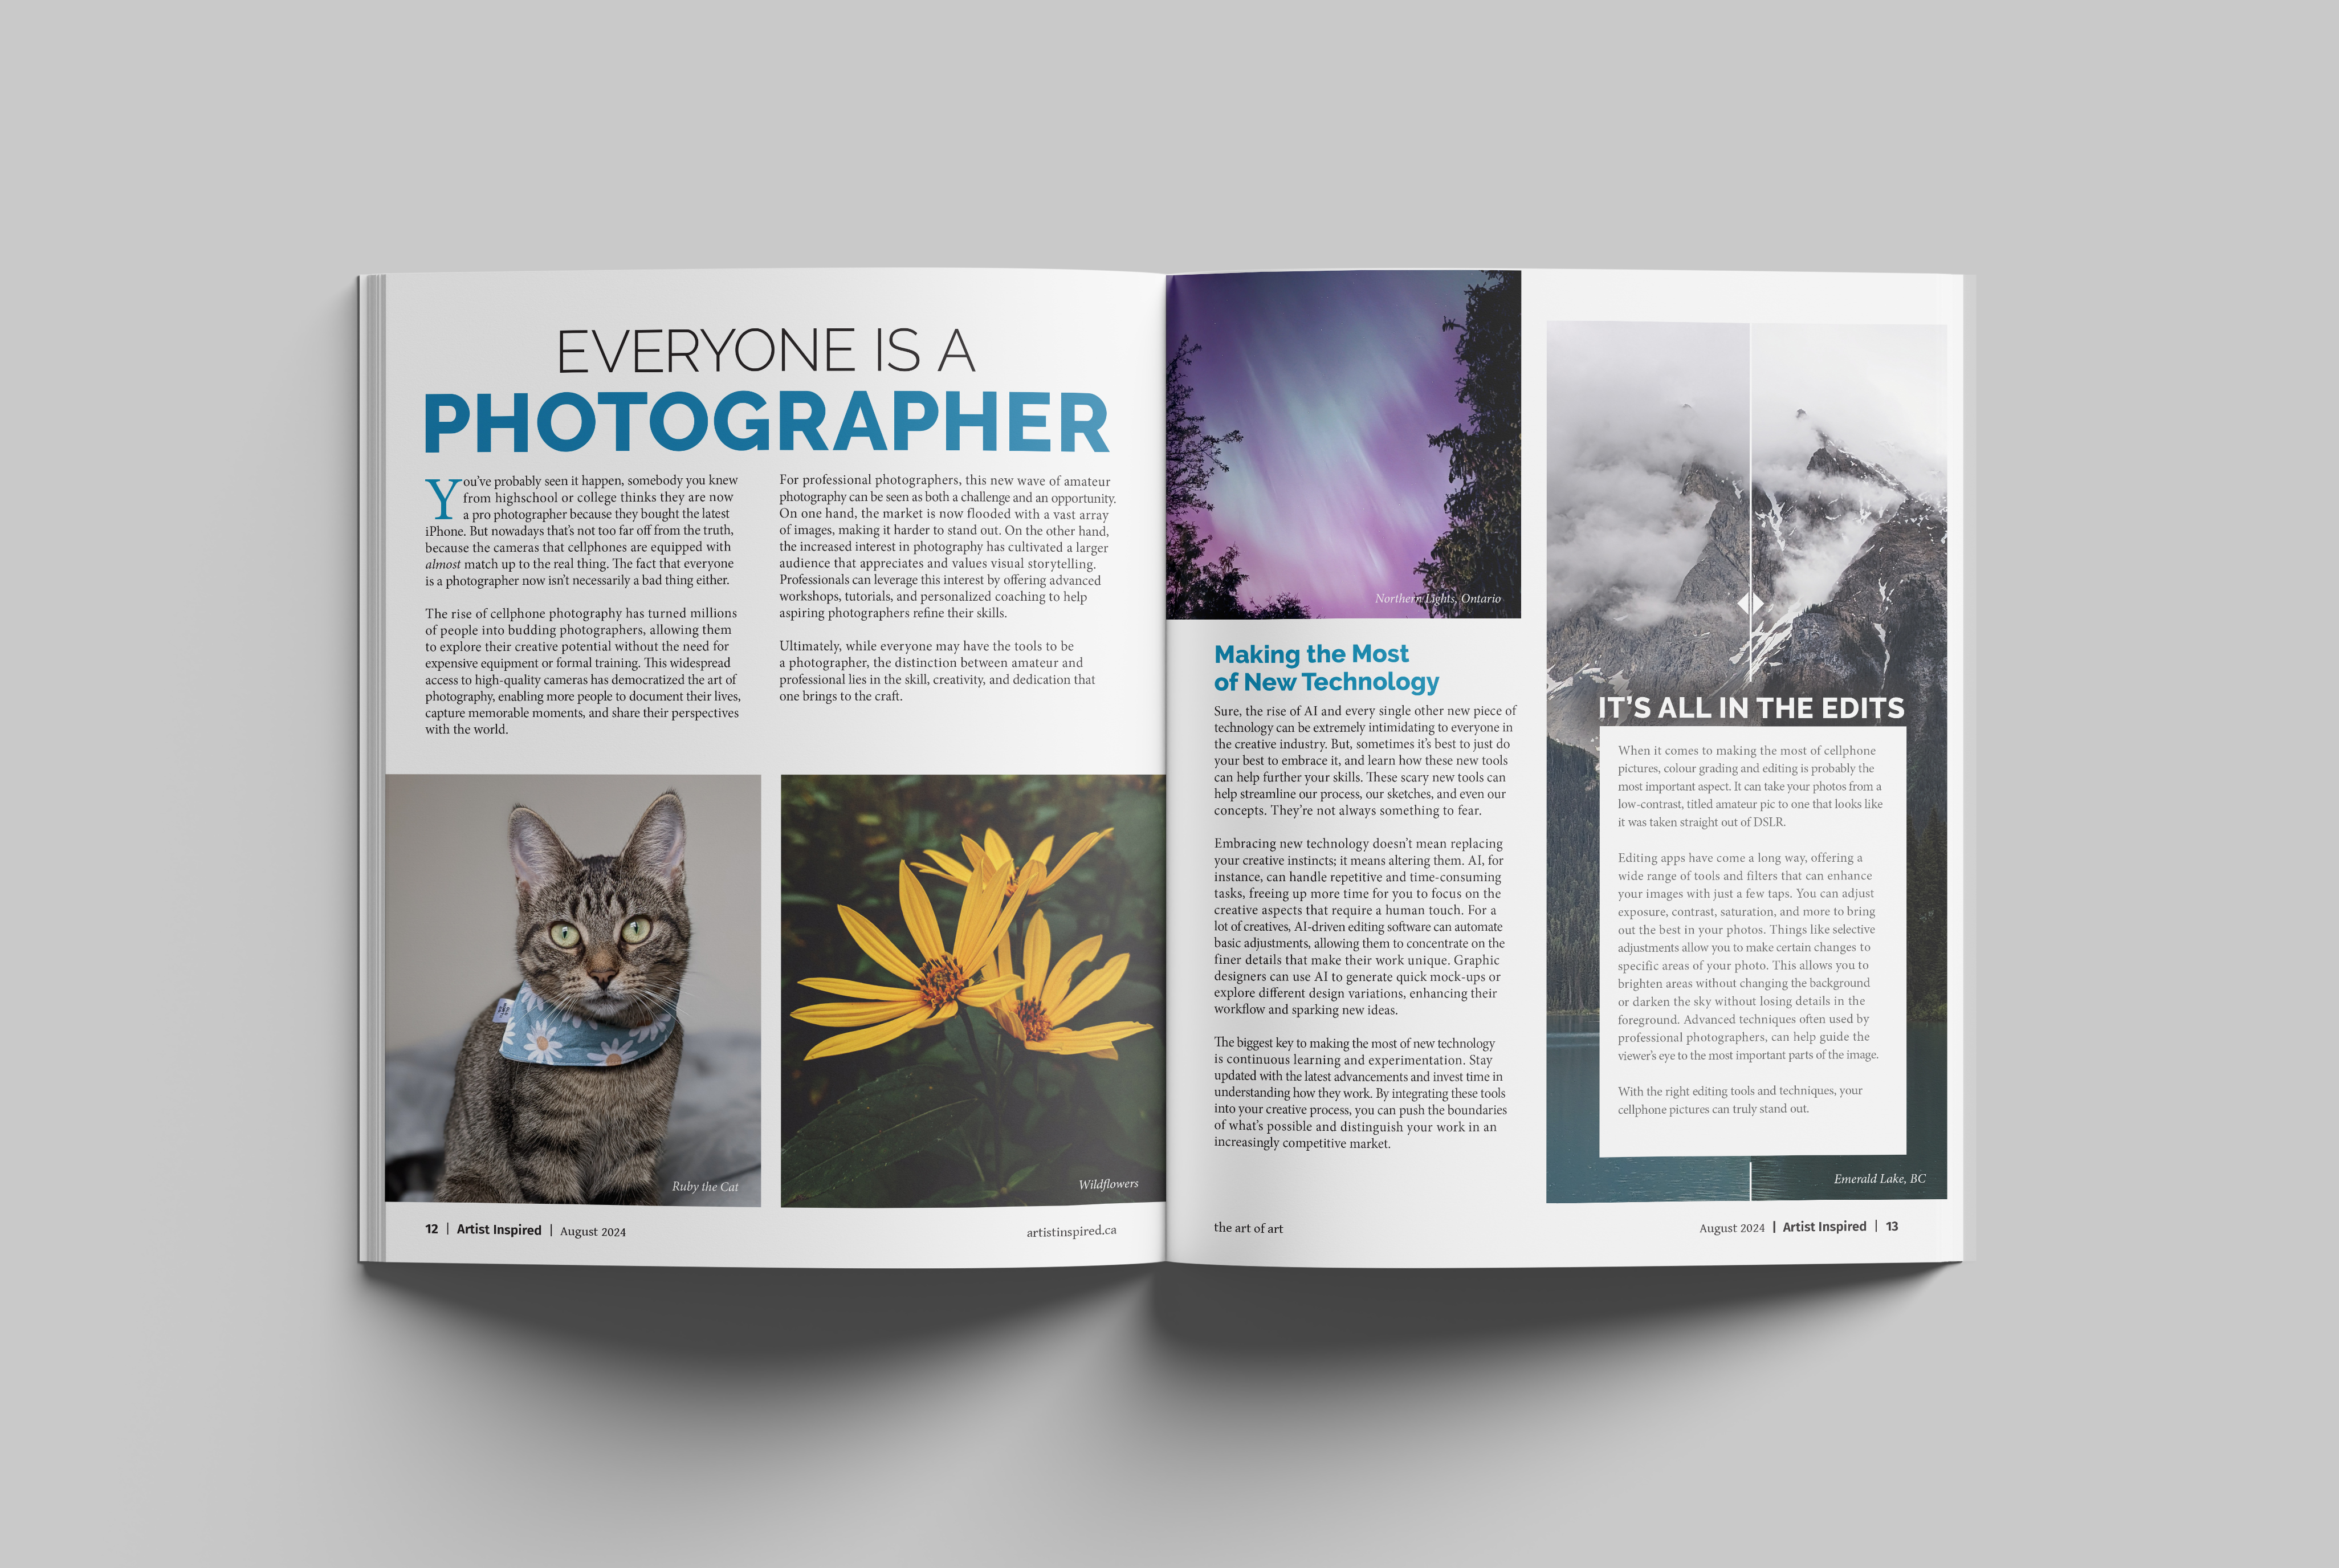 EVERYONE IS A
PHOTOGRAPHER
You've probably seen it happen, somebody you knew
from highschool or college thinks they are now
a pro photographer because they bought the latest
iPhone. But nowadays that's not too far off from the truth,
because the cameras that cellphones are equipped with
almost match up to the real thing. The fact that everyone
is a photographer now isn't necessarily a bad thing either.
The rise of cellphone photography has turned millions
of people into budding photographers, allowing them
to explore their creative potential without the need for
expensive equipment or formal training. This widespread
access to high-quality cameras has democratized the art of
photography, enabling more people to document their lives,
capture memorable moments, and share their perspectives
with the world.
For professional photographers, this new wave of amateur
photography can be seen as both a challenge and an opportunity.
On one hand, the market is now flooded with a vast array
of images, making it harder to stand out. On the other hand,
the increased interest in photography has cultivated a larger
audience that appreciates and values visual storytelling.
Professionals can leverage this interest by offering advanced
workshops, tutorials, and personalized coaching to help
aspiring photographers refine their skills.
Ultimately, while everyone may have the tools to be
a photographer, the distinction between amateur and
professional lies in the skill, creativity, and dedication that
one brings to the craft.
Ruby the Cat
Wildflowers
12 | Artist Inspired | August 2024
artistinspired.ca
Northern Lights, Ontario
Making the Most
of New Technology
Sure, the rise of AI and every single other new piece of
technology can be extremely intimidating to everyone in
the creative industry. But, sometimes it's best to just do
your best to embrace it, and learn how these new tools
can help further your skills. These scary new tools can
help streamline our process, our sketches, and even our
concepts. They're not always something to fear.
Embracing new technology doesn't mean replacing
your creative instincts; it means altering them. AI, for
instance, can handle repetitive and time-consuming
tasks, freeing up more time for you to focus on the
creative aspects that require a human touch. For a
lot of creatives, AI-driven editing software can automate
basic adjustments, allowing them to concentrate on the
finer details that make their work unique. Graphic
designers can use AI to generate quick mock-ups or
explore different design variations, enhancing their
workflow and sparking new ideas.
The biggest key to making the most of new technology
is continuous learning and experimentation. Stay
updated with the latest advancements and invest time in
understanding how they work. By integrating these tools
into your creative process, you can push the boundaries
of what's possible and distinguish your work in an
increasingly competitive market.
IT'S ALL IN THE EDITS
When it comes to making the most of cellphone
pictures, colour grading and editing is probably the
most important aspect. It can take your photos from a
low-contrast, titled amateur pic to one that looks like
it was taken straight out of DSLR.
Editing apps have come a long way, offering a
wide range of tools and filters that can enhance
your images with just a few taps. You can adjust
exposure, contrast, saturation, and more to bring
out the best in your photos. Things like selective
adjustments allow you to make certain changes to
specific areas of your photo. This allows you to
brighten areas without changing the background
or darken the sky without losing details in the
foreground. Advanced techniques often used by
professional photographers, can help guide the
viewer's eye to the most important parts of the image.
With the right editing tools and techniques, your
cellphone pictures can truly stand out.
Emerald Lake, BC
the art of art
August 2024 | Artist Inspired | 13